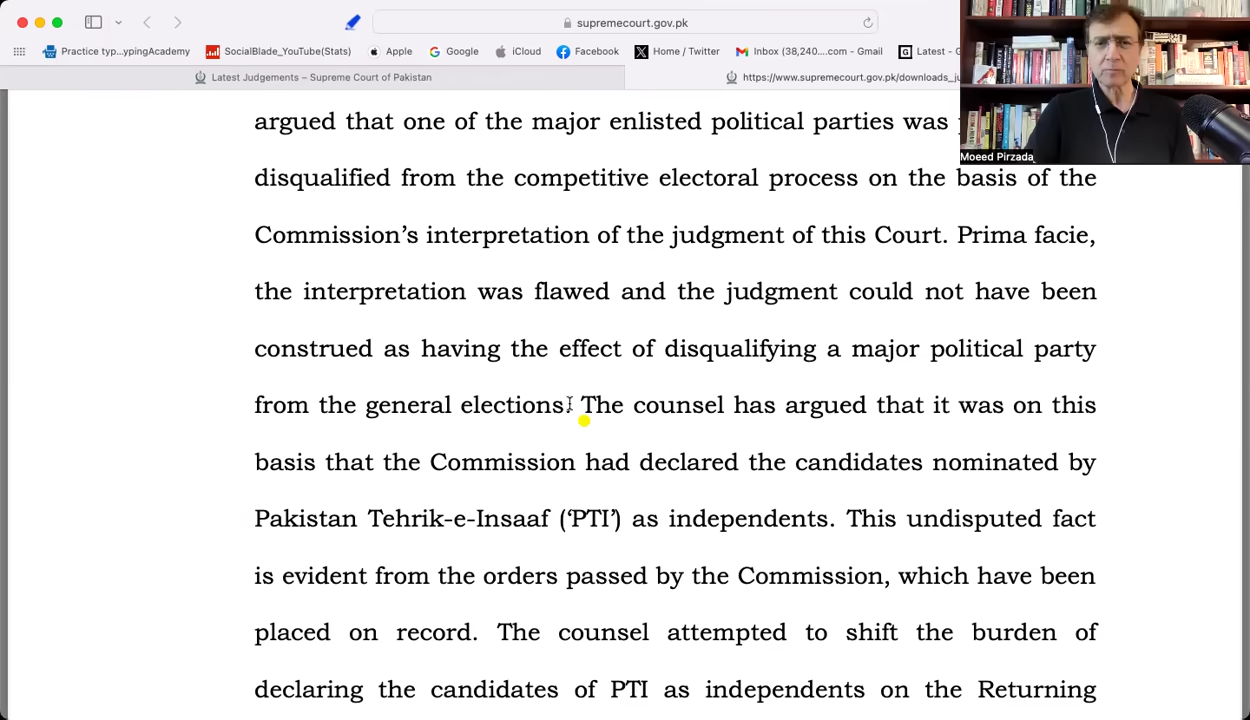 supremecourt.gov.pk
Practice typ...ypingAcademy
SocialBlade_YouTube(Stats)
Apple
Google
iCloud
Facebook
Home / Twitter
Inbox (38,240....com - Gmail
Latest -
Latest Judgements – Supreme Court of Pakistan
https://www.supremecourt.gov.pk/downloads_ju
Moeed Pirzada
argued that one of the major enlisted political parties was
disqualified from the competitive electoral process on the basis of the
Commission’s interpretation of the judgment of this Court. Prima facie,
the interpretation was flawed and the judgment could not have been
construed as having the effect of disqualifying a major political party
from the general elections. The counsel has argued that it was on this
basis that the Commission had declared the candidates nominated by
Pakistan Tehrik-e-Insaaf (‘PTI’) as independents. This undisputed fact
is evident from the orders passed by the Commission, which have been
placed on record. The counsel attempted to shift the burden of
declaring the candidates of PTI as independents on the Returning